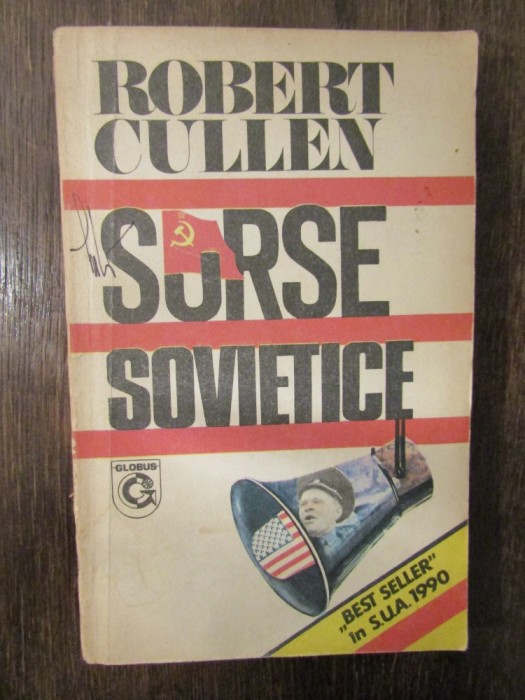 ROBERT
CULLEN
SURSE
SOVIETICE
GLOBUS
„BEST SELLER”
în S.U.A. 1990